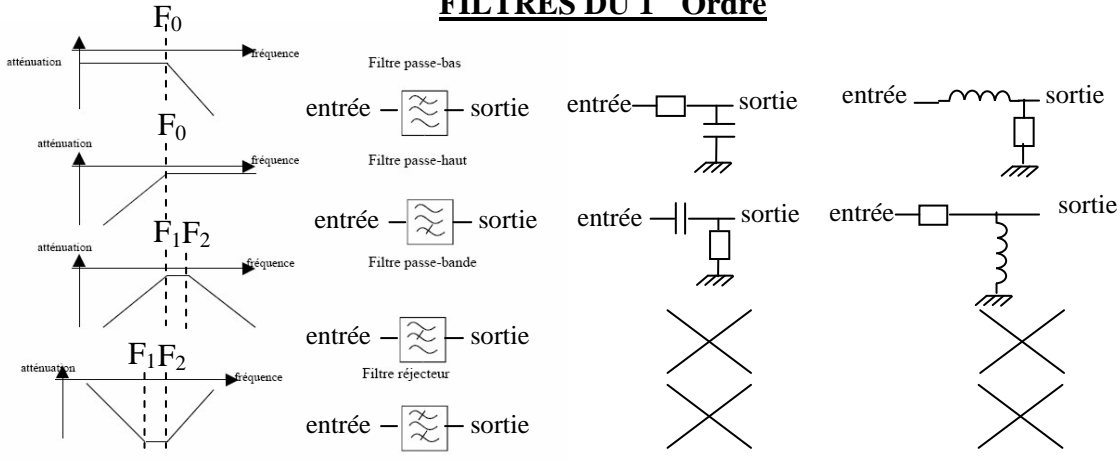 FILTRES DU 1 Ordre
F0
atténuation
fréquence
Filtre passe-bas
entrée
sortie
entrée
sortie
entrée
sortie
F0
atténuation
fréquence
Filtre passe-haut
entrée
sortie
entrée
sortie
entrée
sortie
F1F2
atténuation
fréquence
Filtre passe-bande
entrée
sortie
F1F2
atténuation
fréquence
Filtre réjecteur
entrée
sortie